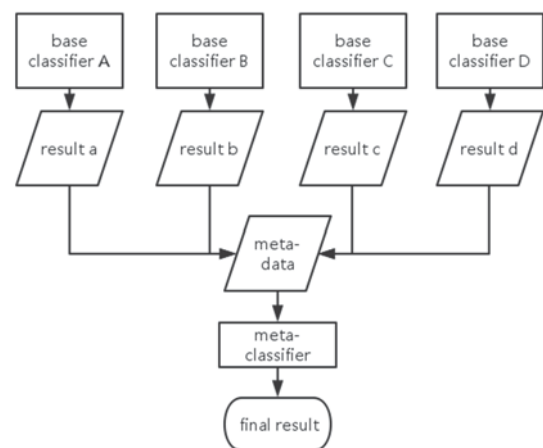 base
classifier A
base
classifier B
base
classifier C
base
classifier D
result a
result b
result c
result d
meta-
data
meta-
classifier
final result